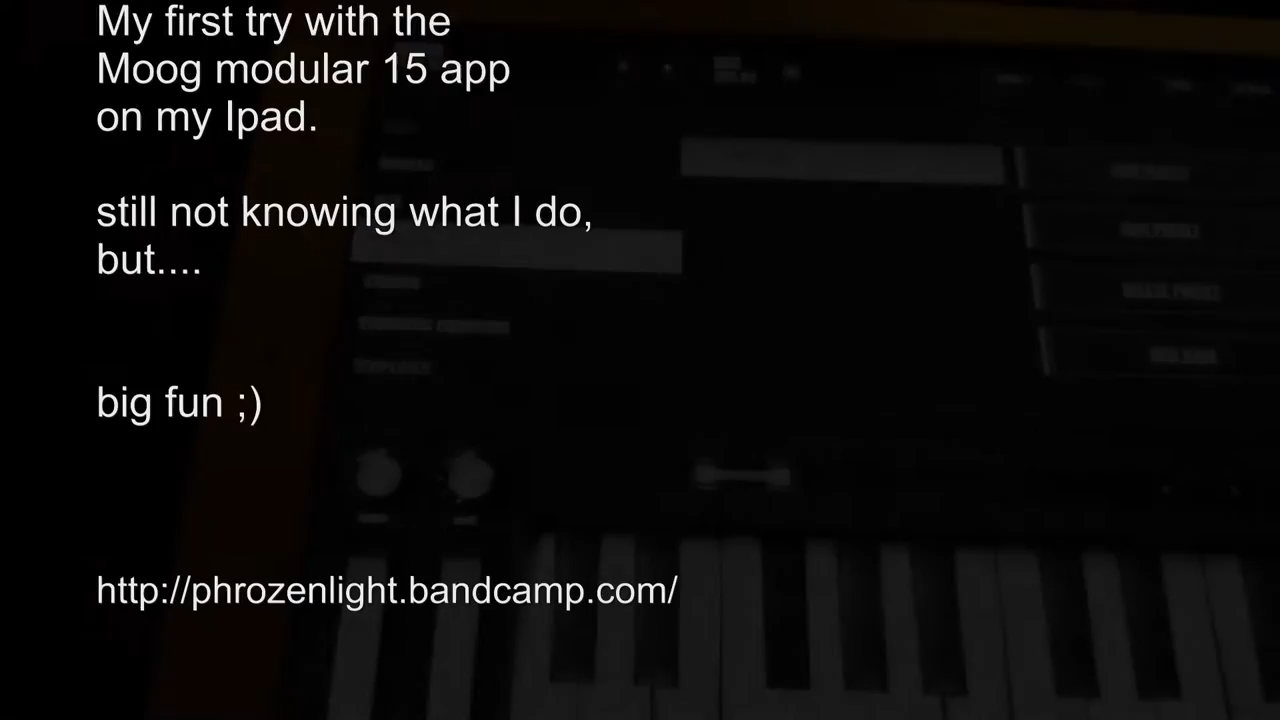 My first try with the
Moog modular 15 app
on my Ipad.
still not knowing what I do,
but....
big fun ;)
http://phrozenlight.bandcamp.com/